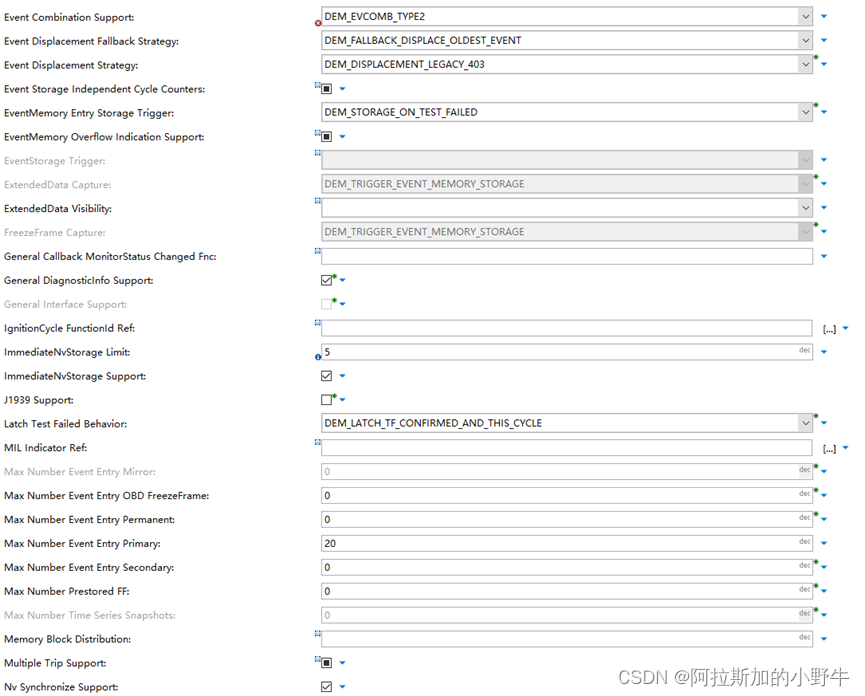 Event Combination Support: DEM_EVCOMB_TYPE2
Event Displacement Fallback Strategy: DEM_FALLBACK_DISPLACE_OLDEST_EVENT
Event Displacement Strategy: DEM_DISPLACEMENT_LEGACY_403
Event Storage Independent Cycle Counters:
EventMemory Entry Storage Trigger: DEM_STORAGE_ON_TEST_FAILED
EventMemory Overflow Indication Support:
EventStorage Trigger:
ExtendedData Capture: DEM_TRIGGER_EVENT_MEMORY_STORAGE
ExtendedData Visibility:
FreezeFrame Capture: DEM_TRIGGER_EVENT_MEMORY_STORAGE
General Callback MonitorStatus Changed Fnc:
General DiagnosticInfo Support:
General Interface Support:
IgnitionCycle FunctionId Ref: [...]
ImmediateNvStorage Limit: 5 dec
ImmediateNvStorage Support:
J1939 Support:
Latch Test Failed Behavior: DEM_LATCH_TF_CONFIRMED_AND_THIS_CYCLE
MIL Indicator Ref: [...]
Max Number Event Entry Mirror: 0 dec
Max Number Event Entry OBD FreezeFrame: 0 dec
Max Number Event Entry Permanent: 0 dec
Max Number Event Entry Primary: 20 dec
Max Number Event Entry Secondary: 0 dec
Max Number Prestored FF: 0 dec
Max Number Time Series Snapshots: 0 dec
Memory Block Distribution: dec
Multiple Trip Support:
Nv Synchronize Support:
CSDN @阿拉斯加的小野牛